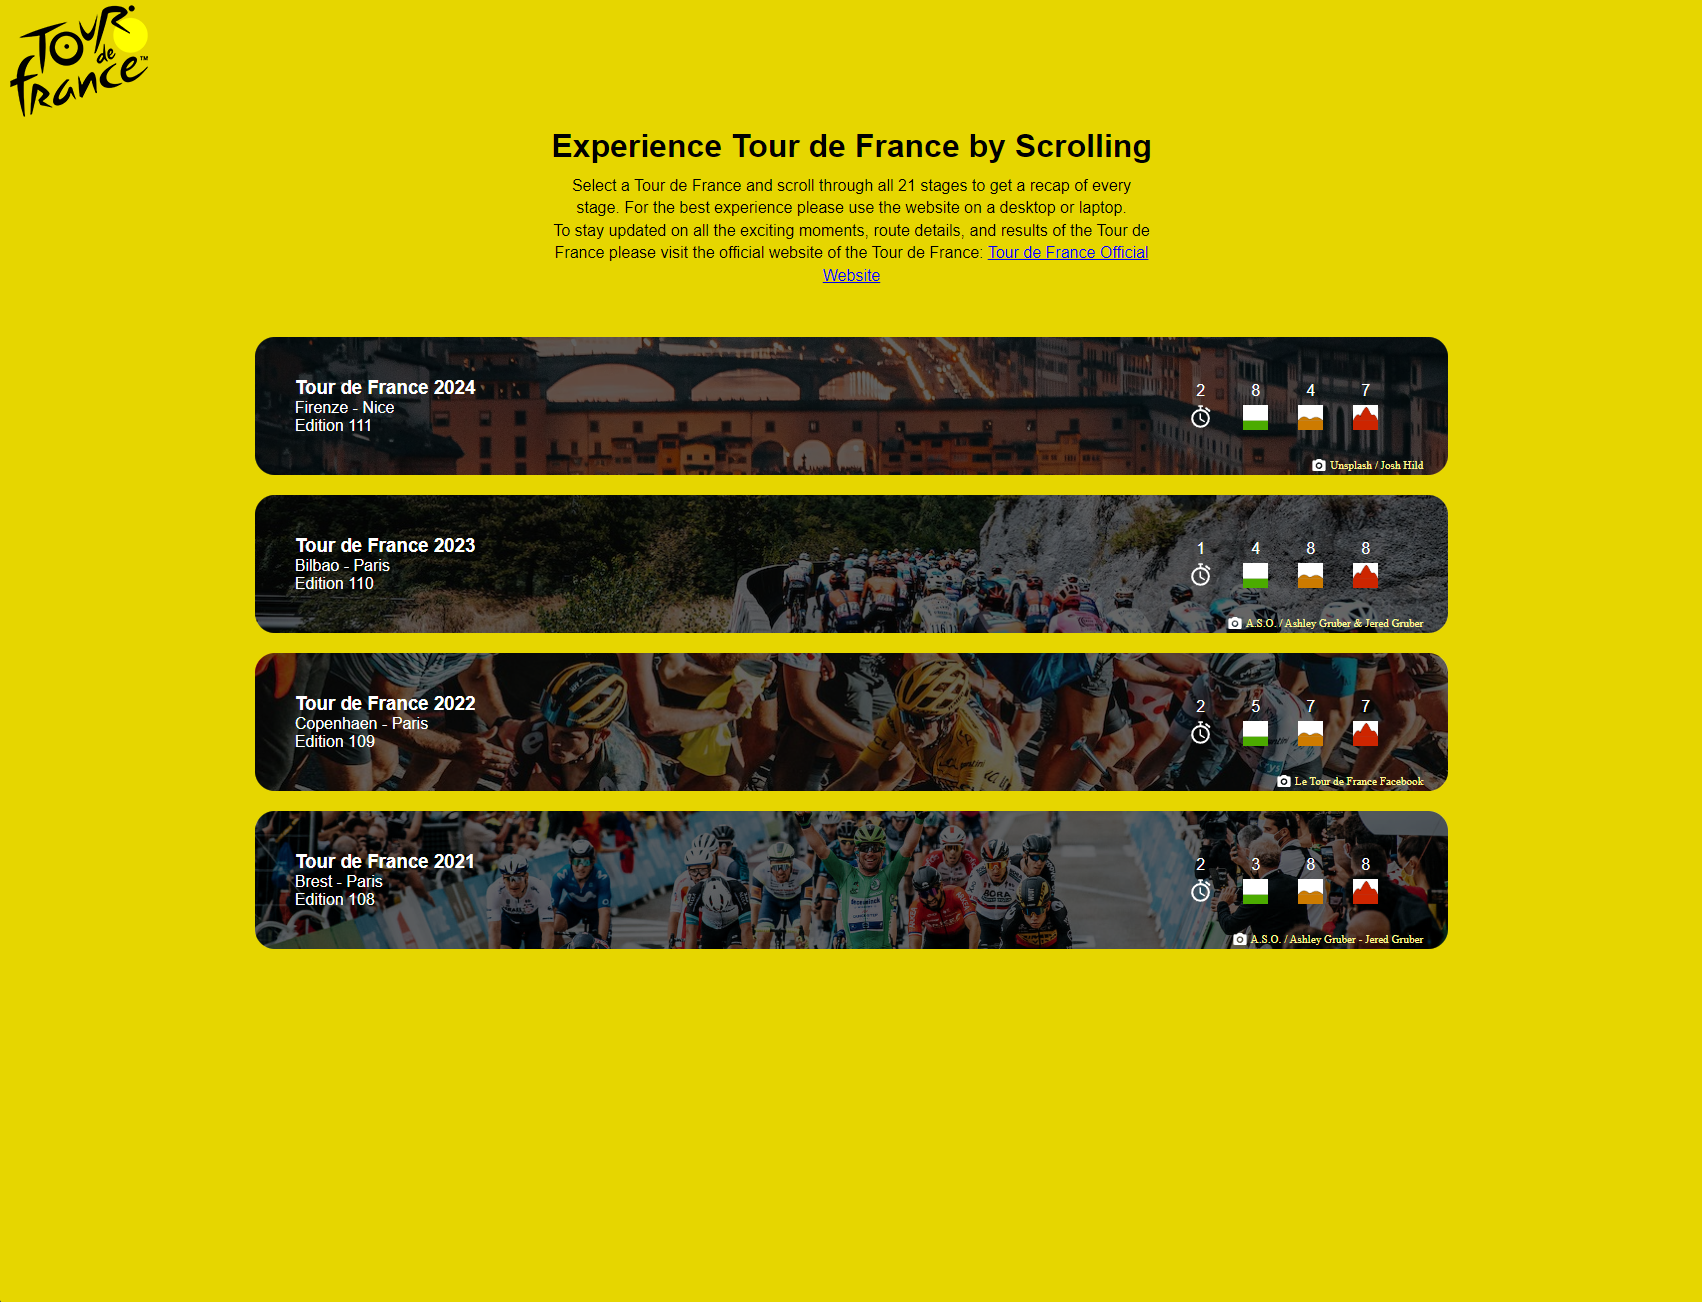 TOUR
de
france™
Experience Tour de France by Scrolling
Select a Tour de France and scroll through all 21 stages to get a recap of every
stage. For the best experience please use the website on a desktop or laptop.
To stay updated on all the exciting moments, route details, and results of the Tour de
France please visit the official website of the Tour de France: Tour de France Official
Website
Tour de France 2024
Firenze - Nice
Edition 111
2 8 4 7
Unsplash / Josh Hild
Tour de France 2023
Bilbao - Paris
Edition 110
1 4 8 8
A.S.O. / Ashley Gruber & Jered Gruber
Tour de France 2022
Copenhaen - Paris
Edition 109
2 5 7 7
Le Tour de France Facebook
Tour de France 2021
Brest - Paris
Edition 108
2 3 8 8
A.S.O. / Ashley Gruber - Jered Gruber